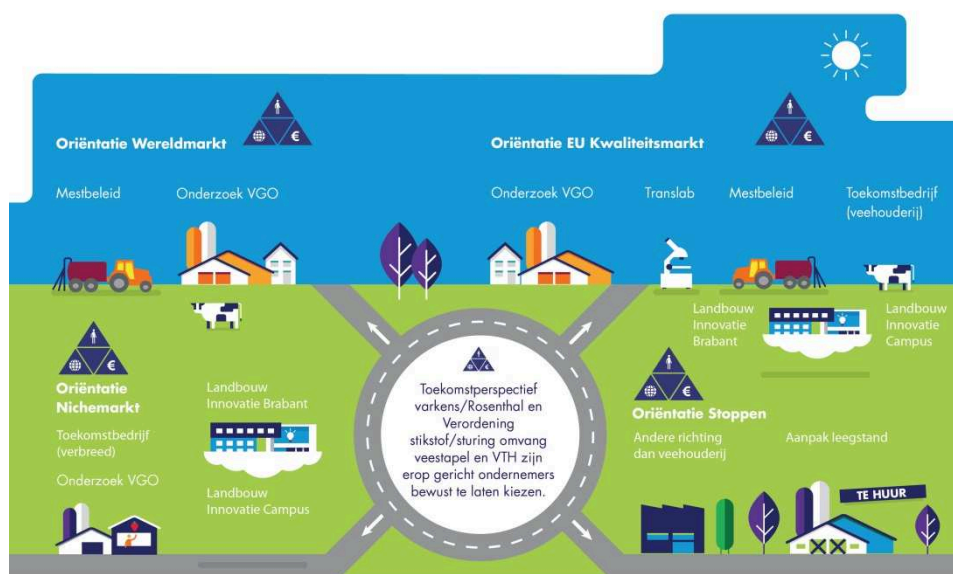 Oriëntatie Wereldmarkt
Mestbeleid
Onderzoek VGO
Oriëntatie EU Kwaliteitsmarkt
Onderzoek VGO
Translab
Mestbeleid
Toekomstbedrijf
(veehouderij)
Landbouw
Innovatie
Brabant
Landbouw
Innovatie
Campus
€
€
€
€
€
Oriëntatie
Nichemarkt
Toekomstbedrijf
(verbreed)
Onderzoek VGO
Landbouw
Innovatie Brabant
Landbouw
Innovatie Campus
Toekomstperspectief
varkens/Rosenthal en
Verordening
stikstof/sturing omvang
veestapel en VTH zijn
erop gericht ondernemers
bewust te laten kiezen.
Oriëntatie Stoppen
Andere richting
dan veehouderij
Aanpak leegstand
TE HUUR